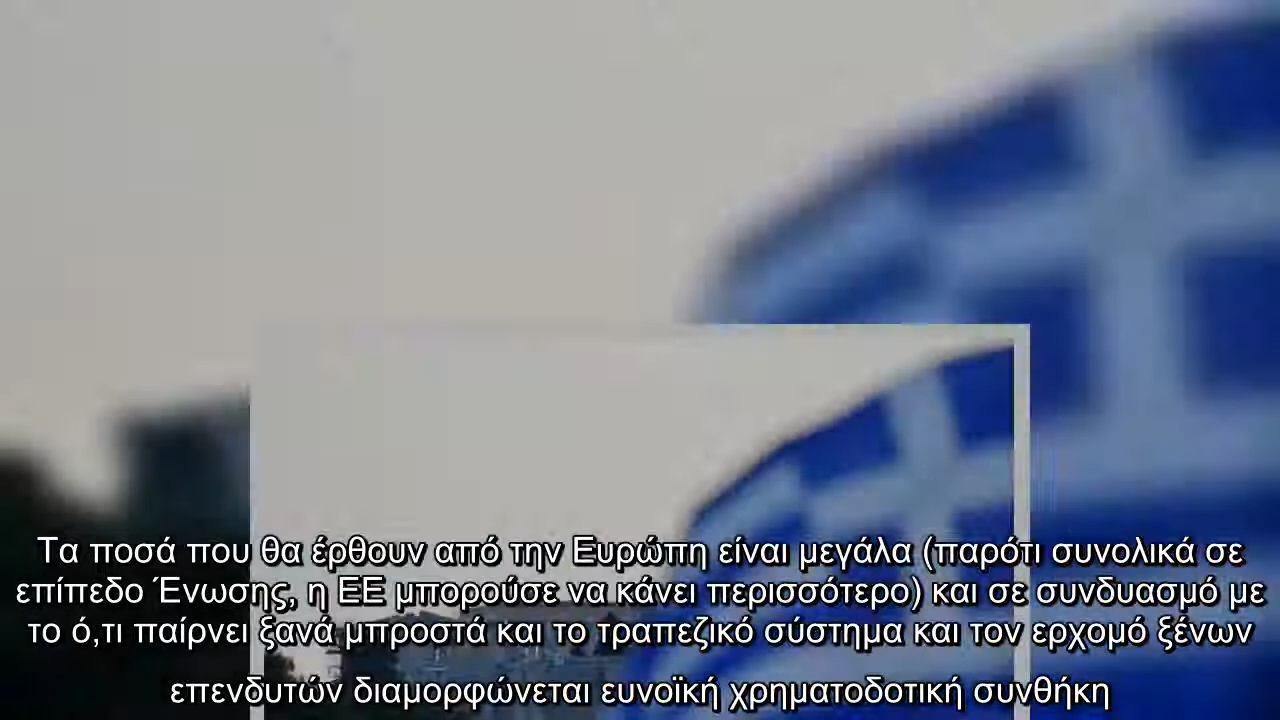 Τα ποσά που θα έρθουν από την Ευρώπη είναι μεγάλα (παρότι συνολικά σε
επίπεδο Ένωσης, η ΕΕ μπορούσε να κάνει περισσότερο) και σε συνδυασμό με
το ό,τι παίρνει ξανά μπροστά και το τραπεζικό σύστημα και τον ερχομό ξένων
επενδυτών διαμορφώνεται ευνοϊκή χρηματοδοτική συνθήκη